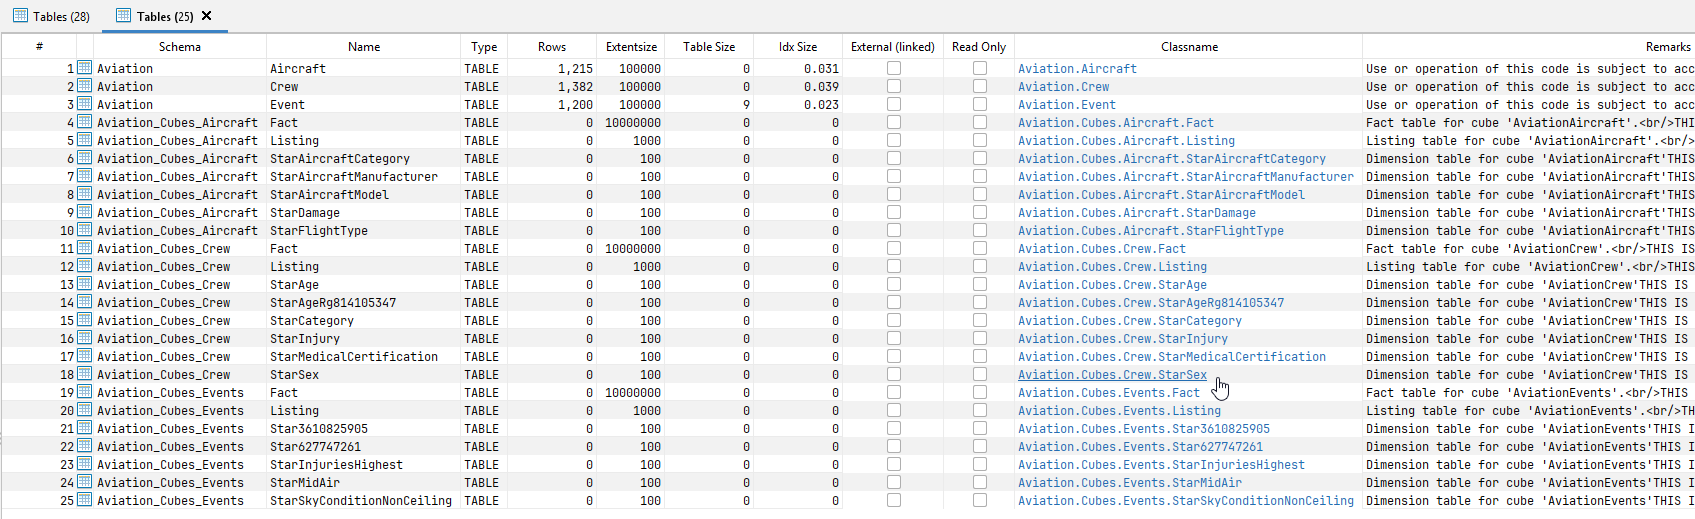 Tables (28) Tables (25)
# Schema Name Type Rows Extentsize Table Size Idx Size External (linked) Read Only Classname Remarks
1 Aviation Aircraft TABLE 1,215 100000 0 0.031 Aviation.Aircraft Use or operation of this code is subject to acc
2 Aviation Crew TABLE 1,382 100000 0 0.039 Aviation.Crew Use or operation of this code is subject to acc
3 Aviation Event TABLE 1,200 100000 9 0.023 Aviation.Event Use or operation of this code is subject to acc
4 Aviation_Cubes_Aircraft Fact TABLE 0 10000000 0 0 Aviation.Cubes.Aircraft.Fact Fact table for cube 'AviationAircraft'.<br/>THI
5 Aviation_Cubes_Aircraft Listing TABLE 0 1000 0 0 Aviation.Cubes.Aircraft.Listing Listing table for cube 'AviationAircraft'.<br/>
6 Aviation_Cubes_Aircraft StarAircraftCategory TABLE 0 100 0 0 Aviation.Cubes.Aircraft.StarAircraftCategory Dimension table for cube 'AviationAircraft'THIS
7 Aviation_Cubes_Aircraft StarAircraftManufacturer TABLE 0 100 0 0 Aviation.Cubes.Aircraft.StarAircraftManufacturer Dimension table for cube 'AviationAircraft'THIS
8 Aviation_Cubes_Aircraft StarAircraftModel TABLE 0 100 0 0 Aviation.Cubes.Aircraft.StarAircraftModel Dimension table for cube 'AviationAircraft'THIS
9 Aviation_Cubes_Aircraft StarDamage TABLE 0 100 0 0 Aviation.Cubes.Aircraft.StarDamage Dimension table for cube 'AviationAircraft'THIS
10 Aviation_Cubes_Aircraft StarFlightType TABLE 0 100 0 0 Aviation.Cubes.Aircraft.StarFlightType Dimension table for cube 'AviationAircraft'THIS
11 Aviation_Cubes_Crew Fact TABLE 0 10000000 0 0 Aviation.Cubes.Crew.Fact Fact table for cube 'AviationCrew'.<br/>THIS IS
12 Aviation_Cubes_Crew Listing TABLE 0 1000 0 0 Aviation.Cubes.Crew.Listing Listing table for cube 'AviationCrew'.<br/>THIS
13 Aviation_Cubes_Crew StarAge TABLE 0 100 0 0 Aviation.Cubes.Crew.StarAge Dimension table for cube 'AviationCrew'THIS IS
14 Aviation_Cubes_Crew StarAgeRg814105347 TABLE 0 100 0 0 Aviation.Cubes.Crew.StarAgeRg814105347 Dimension table for cube 'AviationCrew'THIS IS
15 Aviation_Cubes_Crew StarCategory TABLE 0 100 0 0 Aviation.Cubes.Crew.StarCategory Dimension table for cube 'AviationCrew'THIS IS
16 Aviation_Cubes_Crew StarInjury TABLE 0 100 0 0 Aviation.Cubes.Crew.StarInjury Dimension table for cube 'AviationCrew'THIS IS
17 Aviation_Cubes_Crew StarMedicalCertification TABLE 0 100 0 0 Aviation.Cubes.Crew.StarMedicalCertification Dimension table for cube 'AviationCrew'THIS IS
18 Aviation_Cubes_Crew StarSex TABLE 0 100 0 0 Aviation.Cubes.Crew.StarSex Dimension table for cube 'AviationCrew'THIS IS
19 Aviation_Cubes_Events Fact TABLE 0 10000000 0 0 Aviation.Cubes.Events.Fact Fact table for cube 'AviationEvents'.<br/>THIS
20 Aviation_Cubes_Events Listing TABLE 0 1000 0 0 Aviation.Cubes.Events.Listing Listing table for cube 'AviationEvents'.<br/>TH
21 Aviation_Cubes_Events Star3610825905 TABLE 0 100 0 0 Aviation.Cubes.Events.Star3610825905 Dimension table for cube 'AviationEvents'THIS I
22 Aviation_Cubes_Events Star627747261 TABLE 0 100 0 0 Aviation.Cubes.Events.Star627747261 Dimension table for cube 'AviationEvents'THIS I
23 Aviation_Cubes_Events StarInjuriesHighest TABLE 0 100 0 0 Aviation.Cubes.Events.StarInjuriesHighest Dimension table for cube 'AviationEvents'THIS I
24 Aviation_Cubes_Events StarMidAir TABLE 0 100 0 0 Aviation.Cubes.Events.StarMidAir Dimension table for cube 'AviationEvents'THIS I
25 Aviation_Cubes_Events StarSkyConditionNonCeiling TABLE 0 100 0 0 Aviation.Cubes.Events.StarSkyConditionNonCeiling Dimension table for cube 'AviationEvents'THIS I